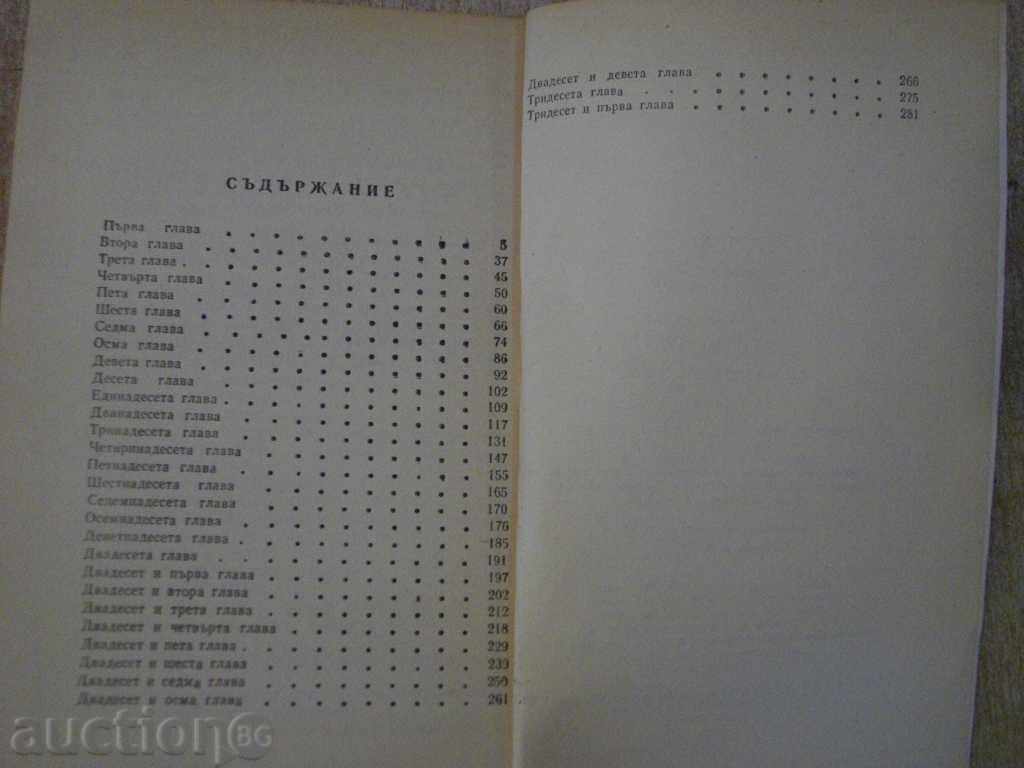 СЪДЪРЖАНИЕ
Първа глава . . . . . . . . . . . 5
Втора глава . . . . . . . . . . . . 37
Трета глава . . . . . . . . . . . . 45
Четвърта глава . . . . . . . . . . . 50
Пета глава . . . . . . . . . . . . 60
Шеста глава . . . . . . . . . . . . 66
Седма глава . . . . . . . . . . . . 74
Осма глава . . . . . . . . . . . . 86
Девета глава . . . . . . . . . . . . 92
Десета глава . . . . . . . . . . . 102
Единадесета глава . . . . . . . . . . . 109
Дванадесета глава . . . . . . . . . . 117
Тринадесета глава . . . . . . . . . . 131
Четиринадесета глава . . . . . . . . . 147
Петнадесета глава . . . . . . . . . . 155
Шестнадесета глава . . . . . . . . . 165
Седемнадесета глава . . . . . . . . . 170
Осемнадесета глава . . . . . . . . . . 176
Деветнадесета глава . . . . . . . . . . 185
Двадесета глава . . . . . . . . . . . 191
Двадесет и първа глава . . . . . . . . . 197
Двадесет и втора глава . . . . . . . . . 202
Двадесет и трета глава . . . . . . . . . 212
Двадесет и четвърта глава . . . . . . . . 218
Двадесет и пета глава . . . . . . . . . . 229
Двадесет и шеста глава . . . . . . . . . 239
Двадесет и седма глава . . . . . . . . . 250
Двадесет и осма глава . . . . . . . . . 261
Двадесет и девета глава . . . . . . . . 266
Тридесета глава . . . . . . . . . . 275
Тридесет и първа глава . . . . . . . . . 281
auctionBG